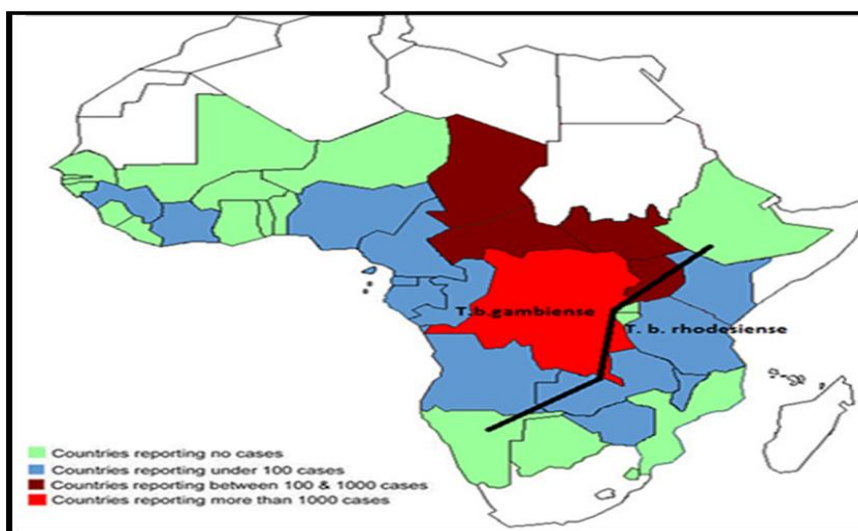 T.b.gambiense
T. b. rhodesiense
Countries reporting no cases
Countries reporting under 100 cases
Countries reporting between 100 & 1000 cases
Countries reporting more than 1000 cases